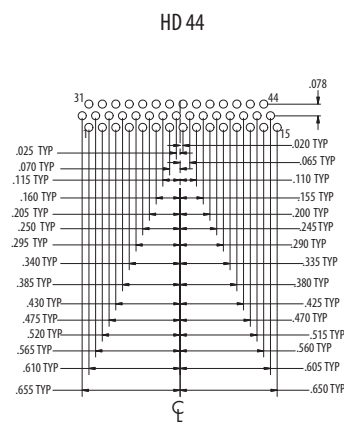 HD 44
31 44 .078
1 15
.020 TYP
.025 TYP .065 TYP
.070 TYP
.115 TYP .110 TYP
.160 TYP .155 TYP
.205 TYP .200 TYP
.250 TYP .245 TYP
.295 TYP .290 TYP
.340 TYP .335 TYP
.385 TYP .380 TYP
.430 TYP .425 TYP
.475 TYP .470 TYP
.520 TYP .515 TYP
.565 TYP .560 TYP
.610 TYP .605 TYP
.655 TYP .650 TYP
℄